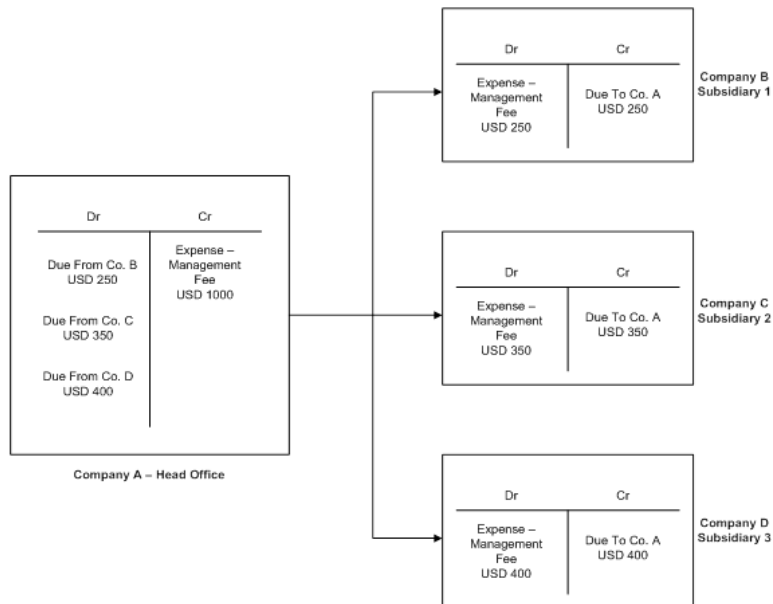 Dr
Cr
Due From Co. B
USD 250
Due From Co. C
USD 350
Due From Co. D
USD 400
Expense –
Management
Fee
USD 1000
Company A – Head Office
Dr
Cr
Expense –
Management
Fee
USD 250
Due To Co. A
USD 250
Company B
Subsidiary 1
Dr
Cr
Expense –
Management
Fee
USD 350
Due To Co. A
USD 350
Company C
Subsidiary 2
Dr
Cr
Expense –
Management
Fee
USD 400
Due To Co. A
USD 400
Company D
Subsidiary 3